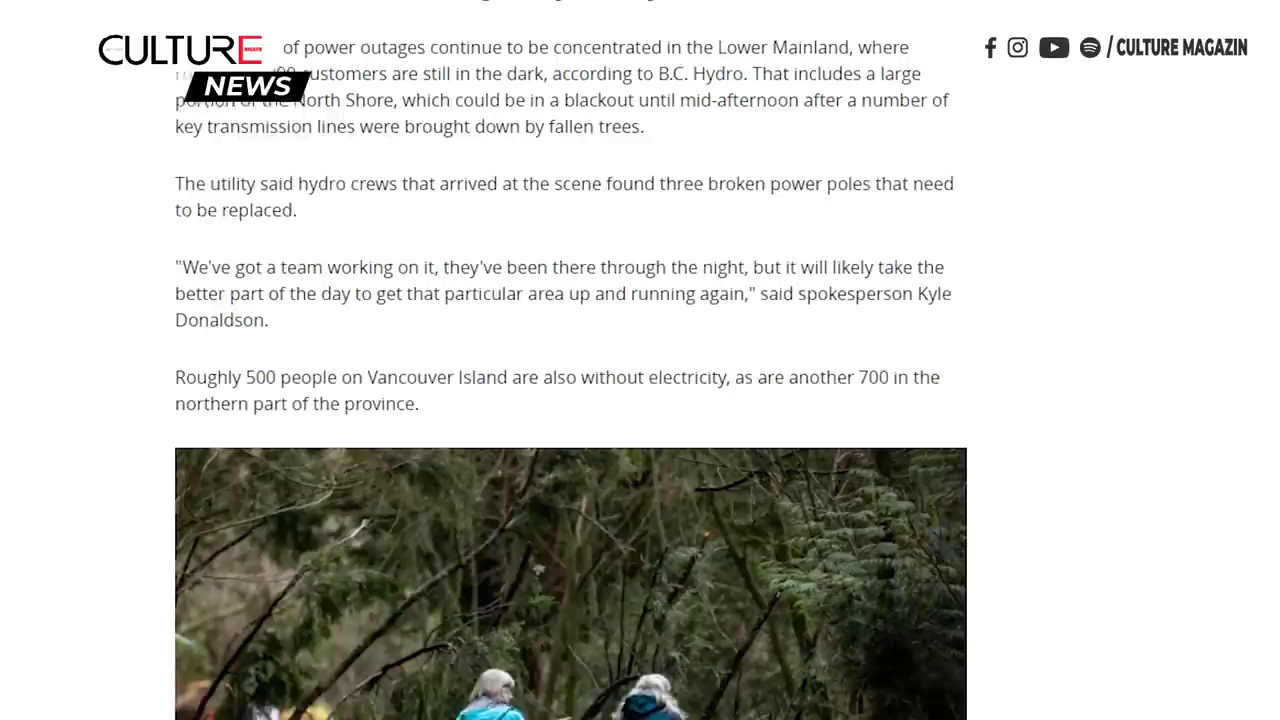 CULTURE
MAGAZIN
NEWS
/ CULTURE MAGAZIN
of power outages continue to be concentrated in the Lower Mainland, where
customers are still in the dark, according to B.C. Hydro. That includes a large
portion of the North Shore, which could be in a blackout until mid-afternoon after a number of
key transmission lines were brought down by fallen trees.
The utility said hydro crews that arrived at the scene found three broken power poles that need
to be replaced.
"We've got a team working on it, they've been there through the night, but it will likely take the
better part of the day to get that particular area up and running again," said spokesperson Kyle
Donaldson.
Roughly 500 people on Vancouver Island are also without electricity, as are another 700 in the
northern part of the province.